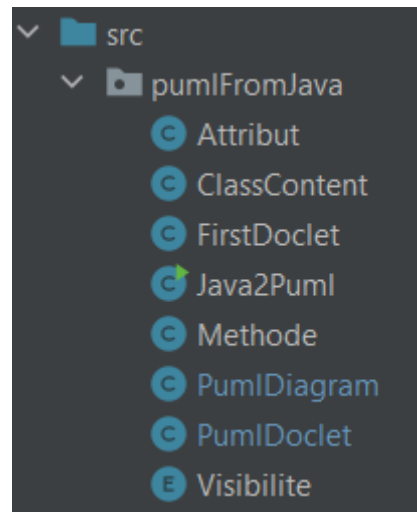 src
pumlFromJava
C Attribut
C ClassContent
C FirstDoclet
C Java2Puml
C Methode
C PumlDiagram
C PumlDoclet
E Visibilite